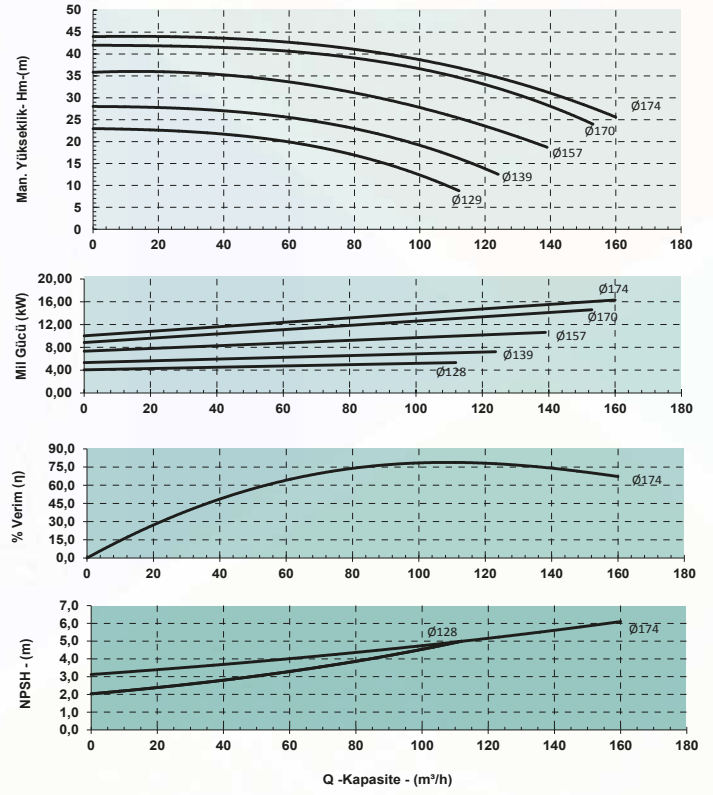 Man. Yükseklik- Hm-(m)
50
45
40
35
30
25
20
15
10
5
0
0 20 40 60 80 100 120 140 160 180
Ø174
Ø170
Ø157
Ø139
Ø129
Mil Gücü (kW)
20,00
16,00
12,00
8,00
4,00
0,00
0 20 40 60 80 100 120 140 160 180
Ø174
Ø170
Ø157
Ø139
Ø128
% Verim (η)
90,0
75,0
60,0
45,0
30,0
15,0
0,0
0 20 40 60 80 100 120 140 160 180
Ø174
NPSH - (m)
7,0
6,0
5,0
4,0
3,0
2,0
1,0
0,0
0 20 40 60 80 100 120 140 160 180
Ø128
Ø174
Q -Kapasite - (m³/h)